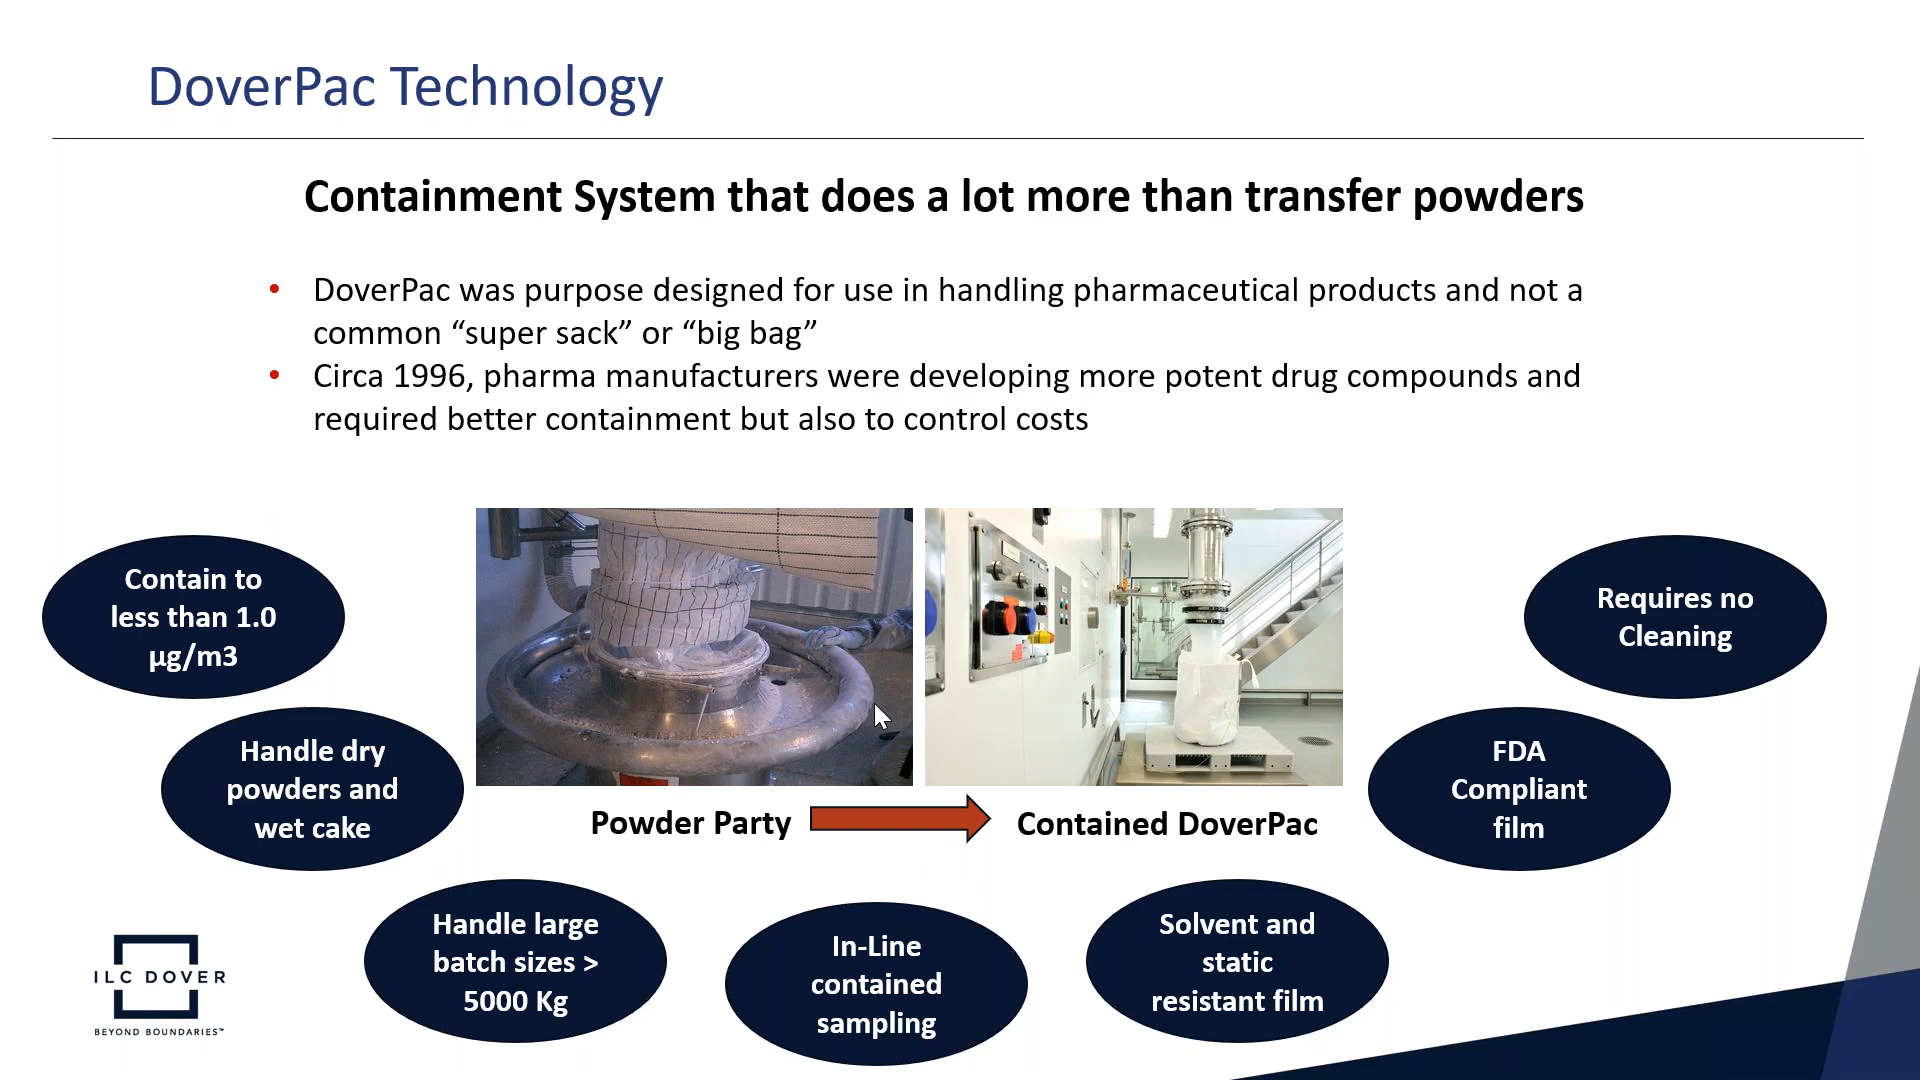 DoverPac Technology
Containment System that does a lot more than transfer powders
• DoverPac was purpose designed for use in handling pharmaceutical products and not a
common “super sack” or “big bag”
• Circa 1996, pharma manufacturers were developing more potent drug compounds and
required better containment but also to control costs
Contain to
less than 1.0
µg/m3
Handle dry
powders and
wet cake
Handle large
batch sizes >
5000 Kg
In-Line
contained
sampling
Solvent and
static
resistant film
FDA
Compliant
film
Requires no
Cleaning
Powder Party
Contained DoverPac
ILC DOVER
BEYOND BOUNDARIES™